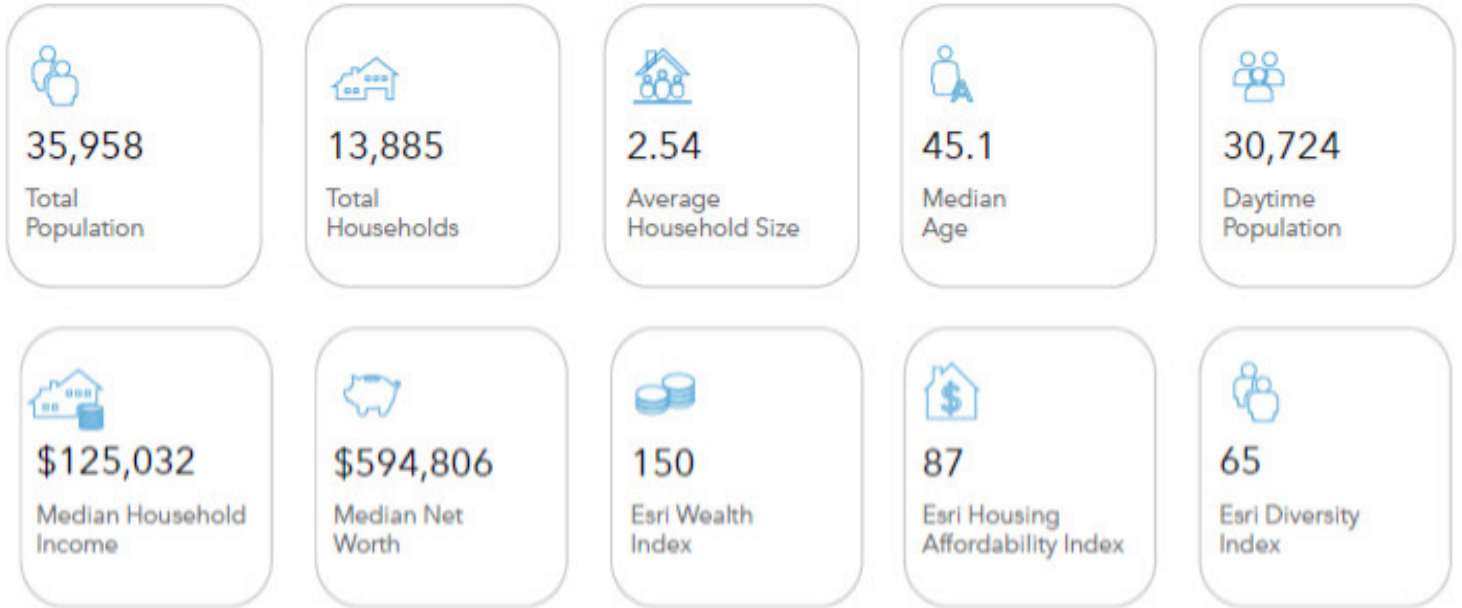 35,958
Total
Population
13,885
Total
Households
2.54
Average
Household Size
45.1
Median
Age
30,724
Daytime
Population
$125,032
Median Household
Income
$594,806
Median Net
Worth
150
Esri Wealth
Index
87
Esri Housing
Affordability Index
65
Esri Diversity
Index